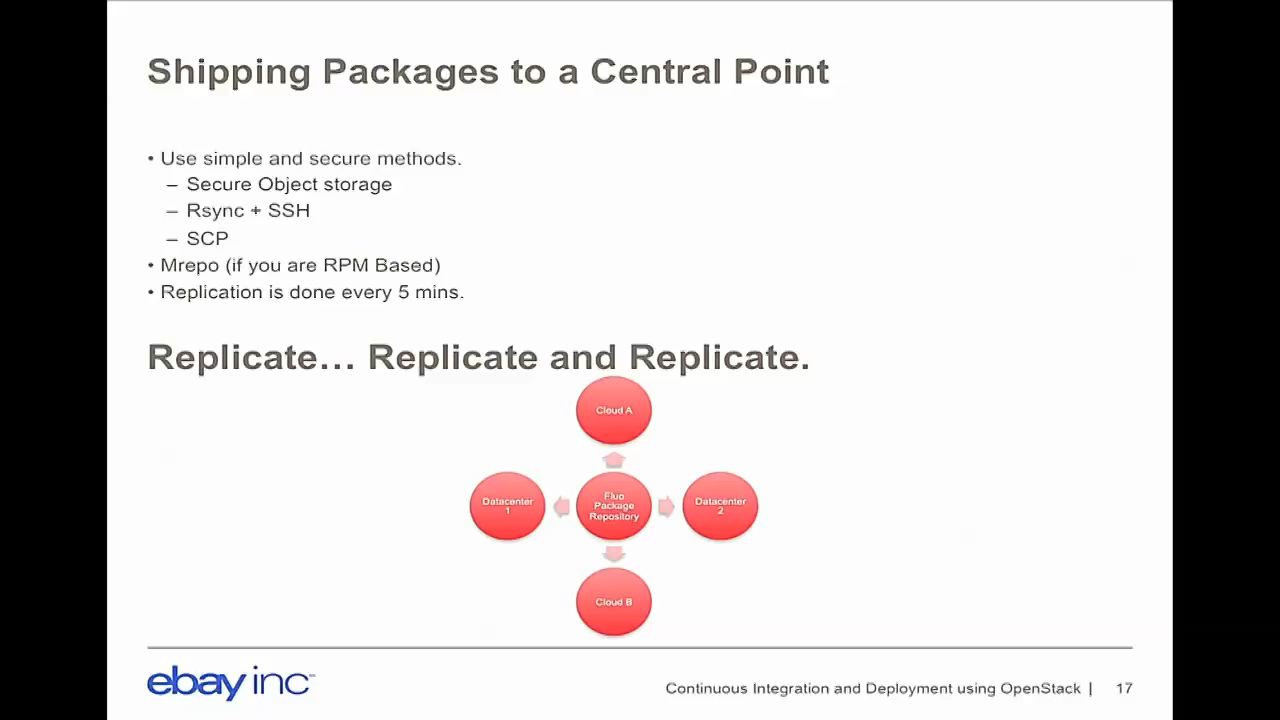 Shipping Packages to a Central Point
• Use simple and secure methods.
– Secure Object storage
– Rsync + SSH
– SCP
• Mrepo (if you are RPM Based)
• Replication is done every 5 mins.
Replicate… Replicate and Replicate.
Cloud A
Datacenter
1
Fluo
Package
Repository
Datacenter
2
Cloud B
ebay inc™
Continuous Integration and Deployment using OpenStack | 17